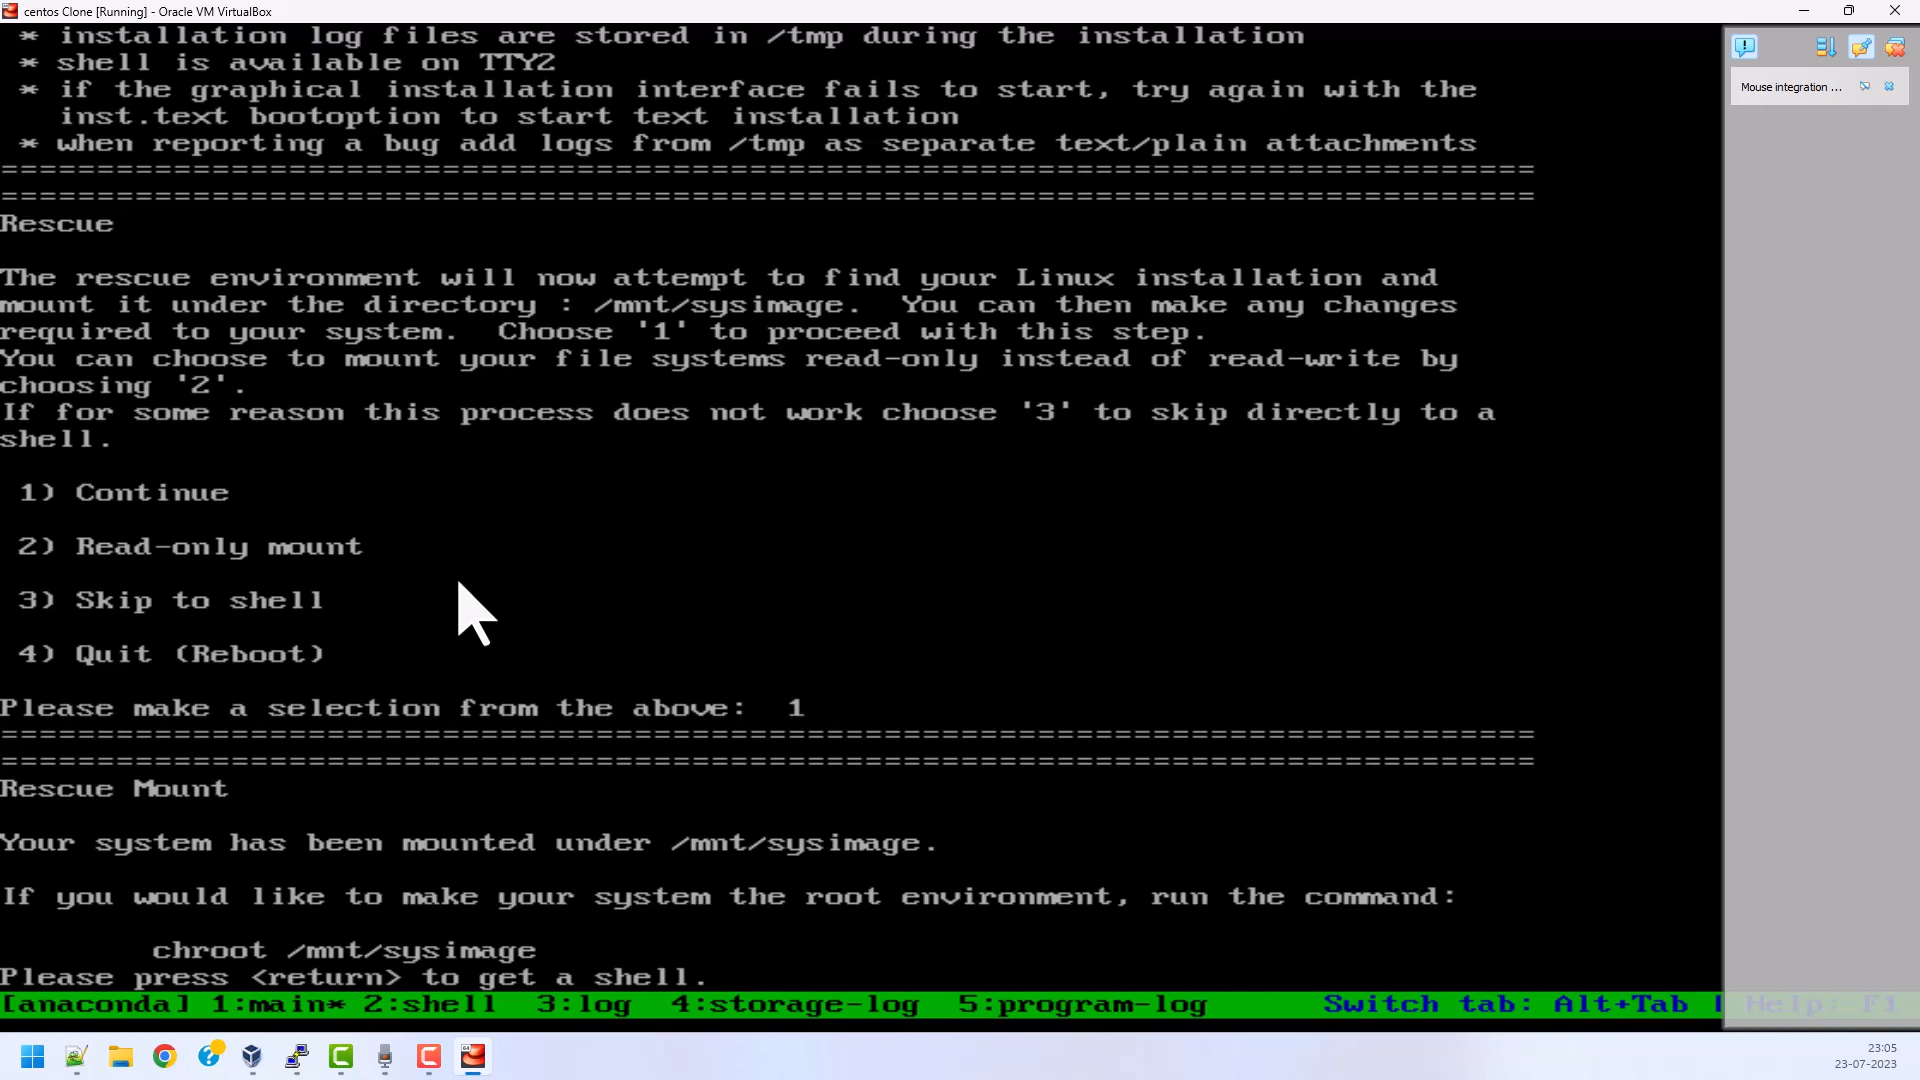 centos Clone [Running] - Oracle VM VirtualBox
* installation log files are stored in /tmp during the installation
* shell is available on TTY2
* if the graphical installation interface fails to start, try again with the
inst.text bootoption to start text installation
* when reporting a bug add logs from /tmp as separate text/plain attachments
================================================================================
================================================================================
Rescue
The rescue environment will now attempt to find your Linux installation and
mount it under the directory : /mnt/sysimage.  You can then make any changes
required to your system.  Choose '1' to proceed with this step.
You can choose to mount your file systems read-only instead of read-write by
choosing '2'.
If for some reason this process does not work choose '3' to skip directly to a
shell.
1) Continue
2) Read-only mount
3) Skip to shell
4) Quit (Reboot)
Please make a selection from the above:  1
================================================================================
================================================================================
Rescue Mount
Your system has been mounted under /mnt/sysimage.
If you would like to make your system the root environment, run the command:
chroot /mnt/sysimage
Please press <return> to get a shell.
[anaconda] 1:main* 2:shell  3:log  4:storage-log  5:program-log      Switch tab: Alt+Tab | Help: F1
Mouse integration ...
23:05
23-07-2023